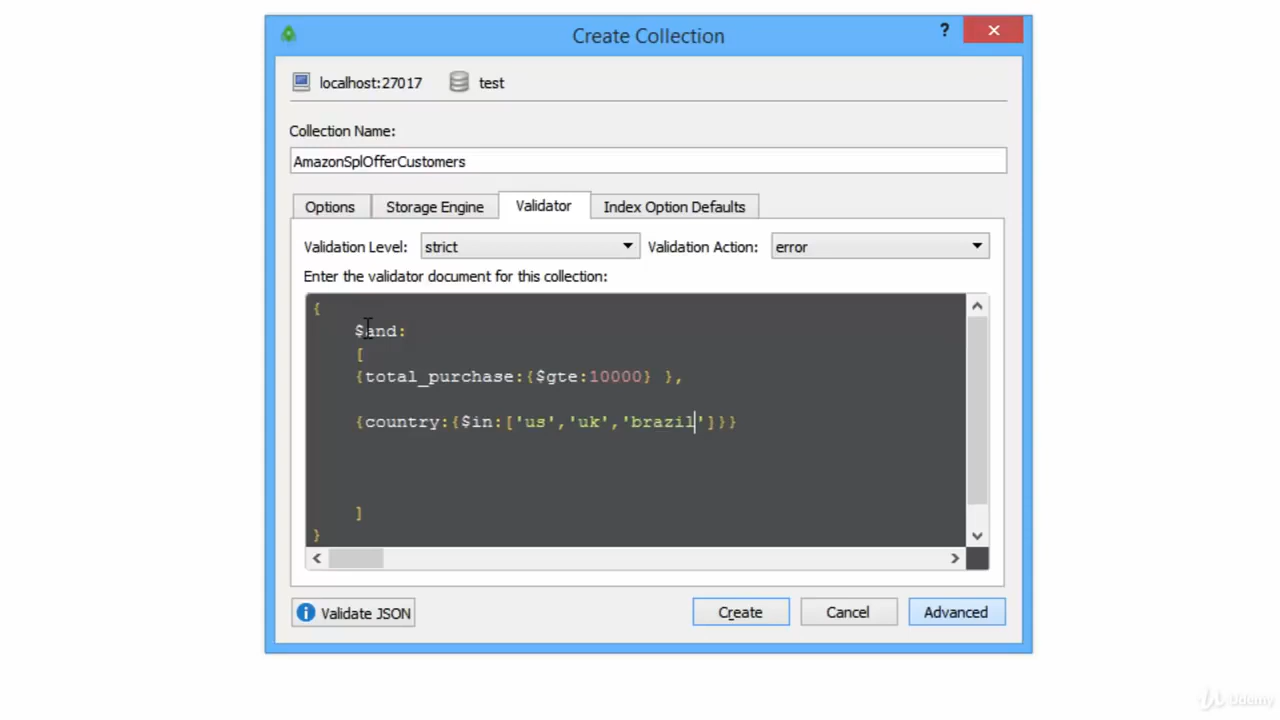 Create Collection
?
localhost:27017 test
Collection Name:
AmazonSplOfferCustomers
Options Storage Engine Validator Index Option Defaults
Validation Level: strict Validation Action: error
Enter the validator document for this collection:
{
$and:
[
{total_purchase:{$gte:10000} },
{country:{$in:['us','uk','brazil']}}
]
}
Validate JSON Create Cancel Advanced
Udemy